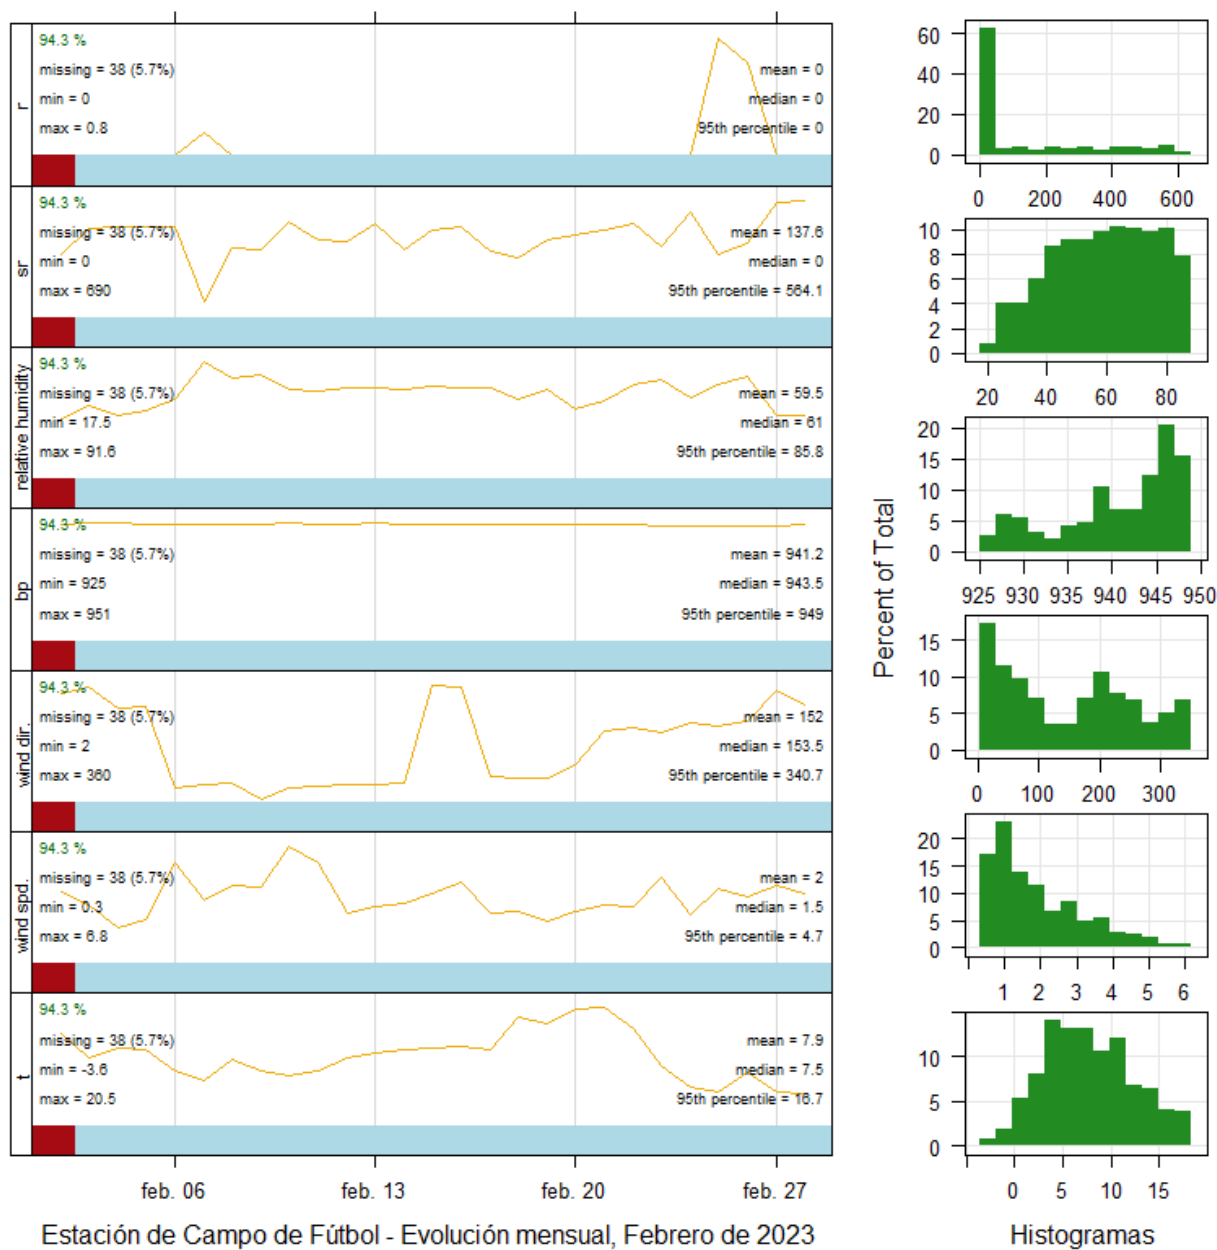 r
94.3 %
missing = 38 (5.7%)
min = 0
max = 0.8
mean = 0
median = 0
95th percentile = 0
sr
94.3 %
missing = 38 (5.7%)
min = 0
max = 690
mean = 137.6
median = 0
95th percentile = 564.1
relative humidity
94.3 %
missing = 38 (5.7%)
min = 17.5
max = 91.6
mean = 59.5
median = 61
95th percentile = 85.8
bp
94.3 %
missing = 38 (5.7%)
min = 925
max = 951
mean = 941.2
median = 943.5
95th percentile = 949
wind dir.
94.3 %
missing = 38 (5.7%)
min = 2
max = 360
mean = 152
median = 153.5
95th percentile = 340.7
wind spd.
94.3 %
missing = 38 (5.7%)
min = 0.3
max = 6.8
mean = 2
median = 1.5
95th percentile = 4.7
t
94.3 %
missing = 38 (5.7%)
min = -3.6
max = 20.5
mean = 7.9
median = 7.5
95th percentile = 16.7
feb. 06 feb. 13 feb. 20 feb. 27
Estación de Campo de Fútbol - Evolución mensual, Febrero de 2023
Percent of Total
60
40
20
0
0 200 400 600
10
8
6
4
2
0
20 40 60 80
20
15
10
5
0
925 930 935 940 945 950
15
10
5
0
0 100 200 300
20
15
10
5
0
1 2 3 4 5 6
10
5
0
0 5 10 15
Histogramas